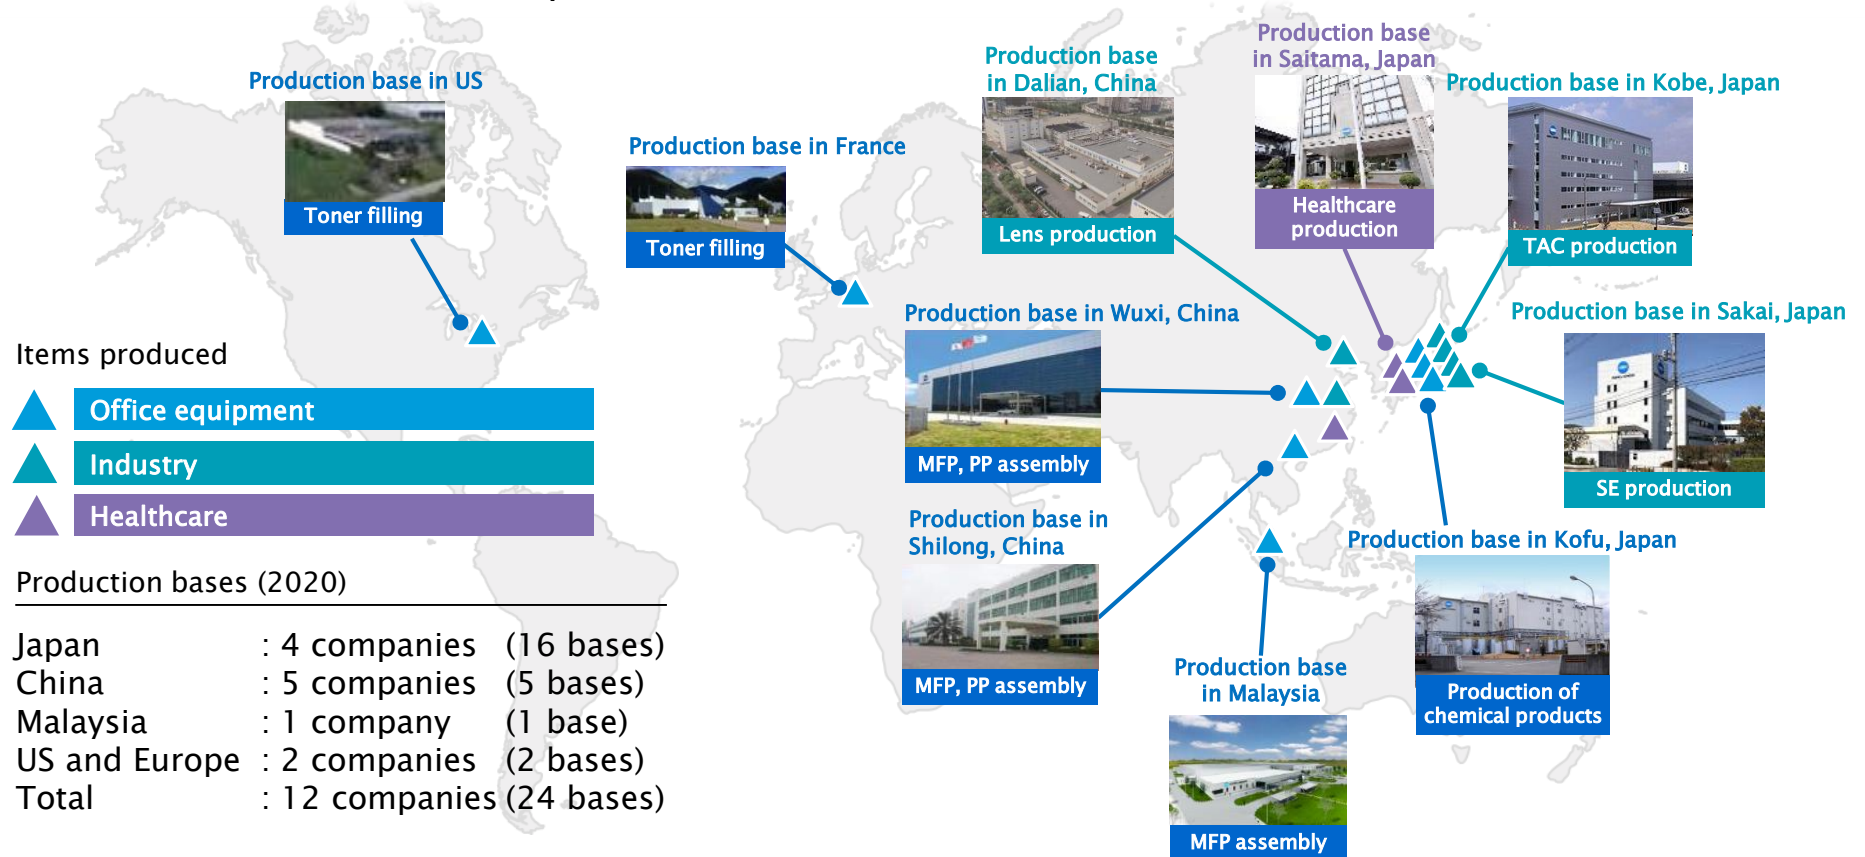 Production base in US
Toner filling
Production base in France
Toner filling
Production base
in Dalian, China
Lens production
Production base
in Saitama, Japan
Healthcare
production
Production base in Kobe, Japan
TAC production
Production base in Wuxi, China
MFP, PP assembly
Production base in Sakai, Japan
SE production
Production base in
Shilong, China
MFP, PP assembly
Production base in Kofu, Japan
Production of
chemical products
Production base
in Malaysia
MFP assembly
Items produced
Office equipment
Industry
Healthcare
Production bases (2020)
Japan : 4 companies (16 bases)
China : 5 companies (5 bases)
Malaysia : 1 company (1 base)
US and Europe : 2 companies (2 bases)
Total : 12 companies (24 bases)